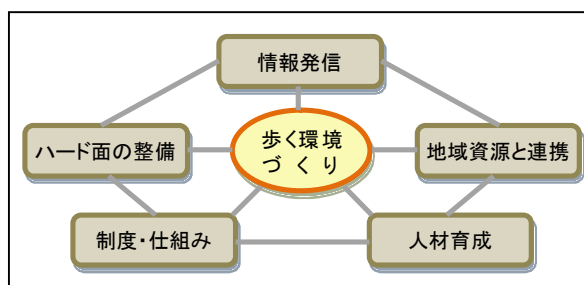 情報発信
ハード面の整備
歩く環境
づくり
地域資源と連携
制度・仕組み
人材育成